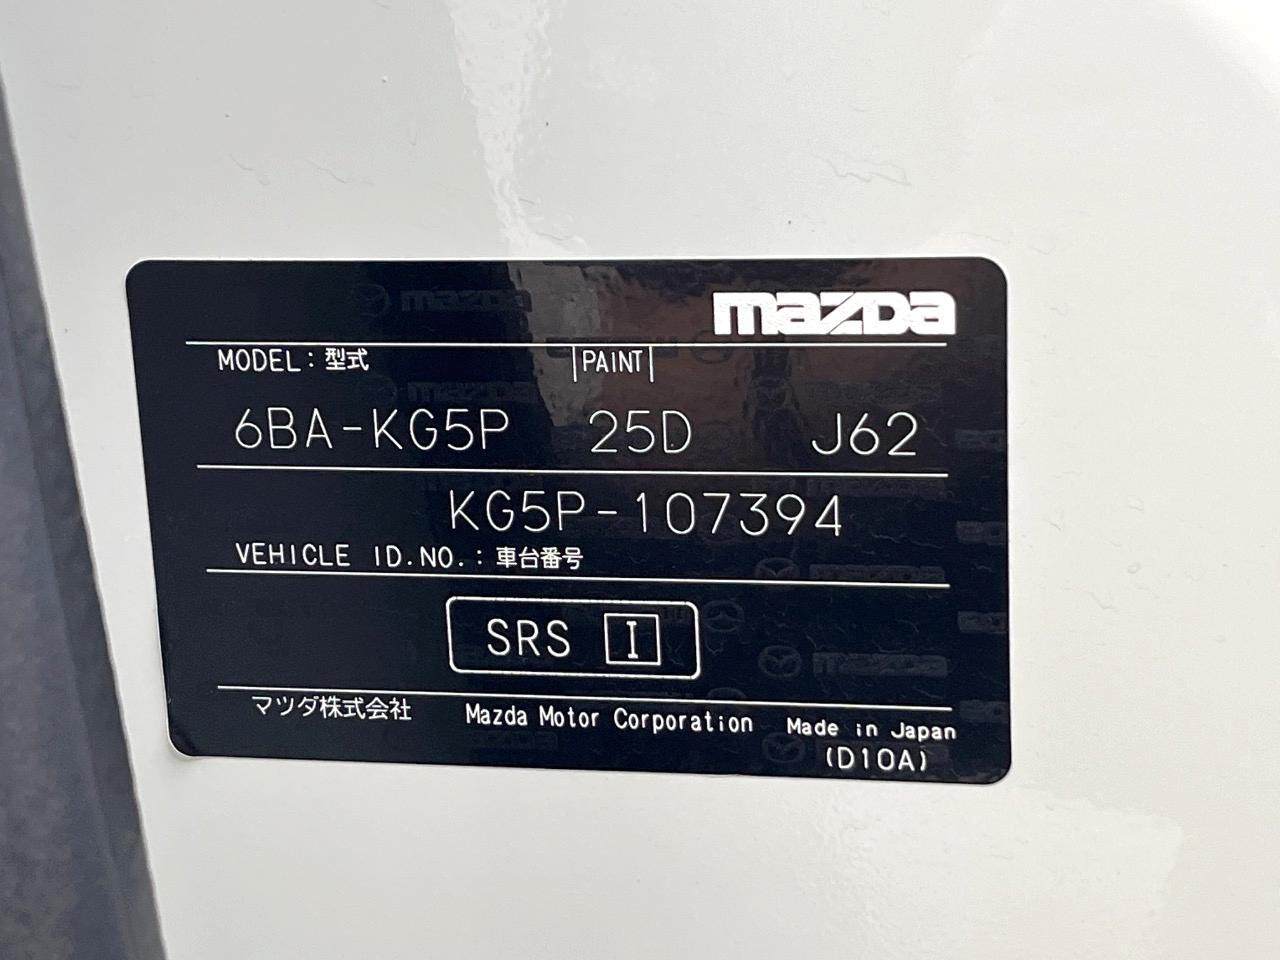 mazda
MODEL: 型式 |PAINT|
6BA-KG5P 25D J62
KG5P-107394
VEHICLE ID.NO.: 車台番号
SRS I
マツダ株式会社 Mazda Motor Corporation Made in Japan
(D10A)